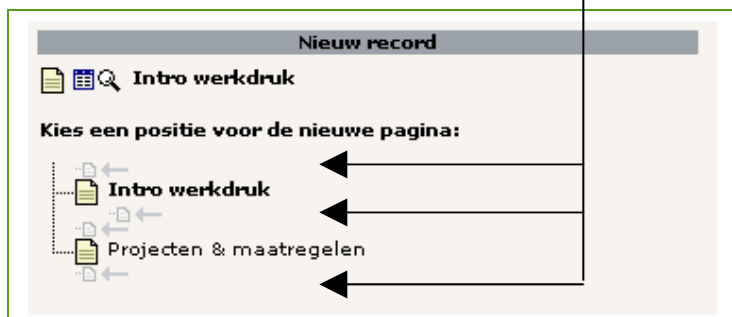 Nieuw record
Intro werkdruk
Kies een positie voor de nieuwe pagina:
Intro werkdruk
Projecten & maatregelen